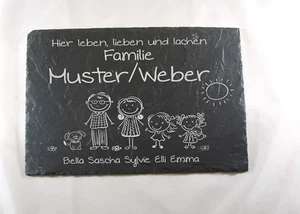 Hier leben, lieben und lachen
Familie
Muster/Weber
Bella Sascha Sylvie Elli Emma